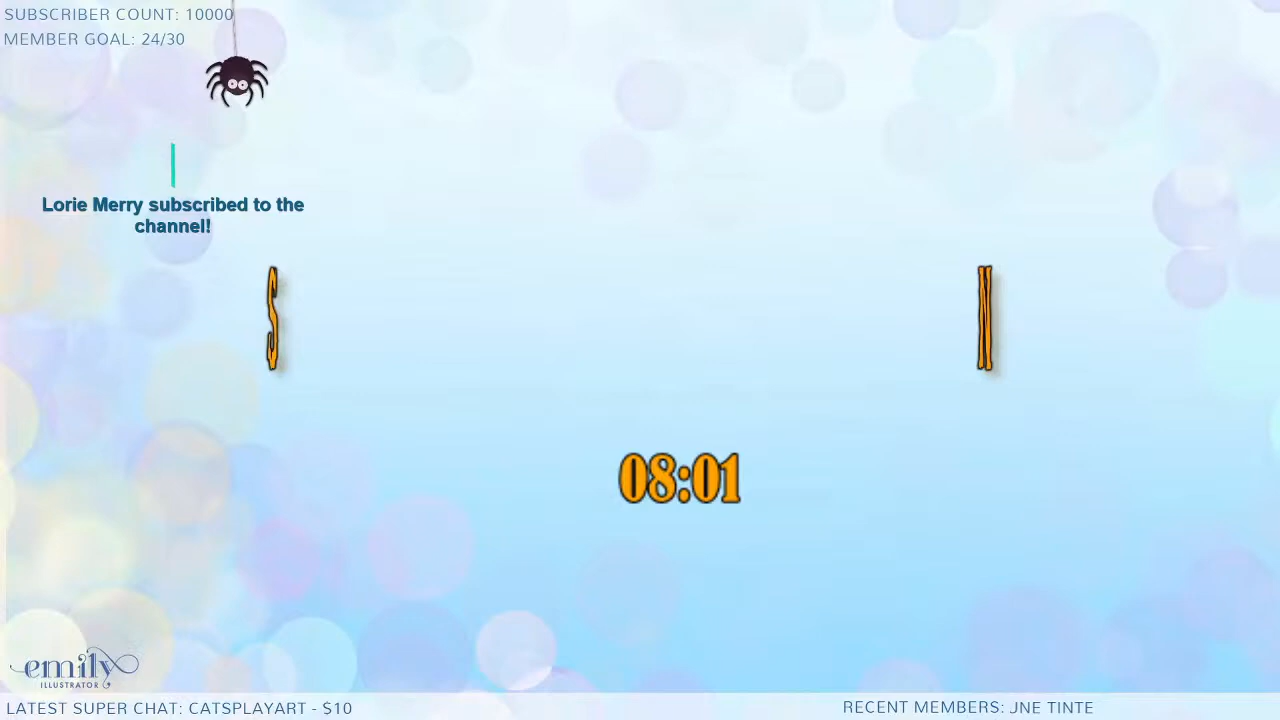 SUBSCRIBER COUNT: 10000
MEMBER GOAL: 24/30
Lorie Merry subscribed to the
channel!
S N
08:01
emily
ILLUSTRATOR
LATEST SUPER CHAT: CATSPLAYART - $10
RECENT MEMBERS: JNE TINTE